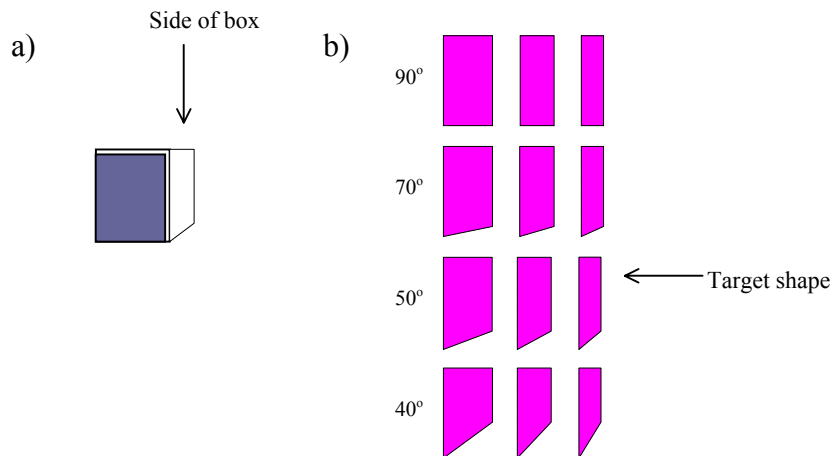 Side of box
a)
b)
90º
70º
50º
Target shape
40º